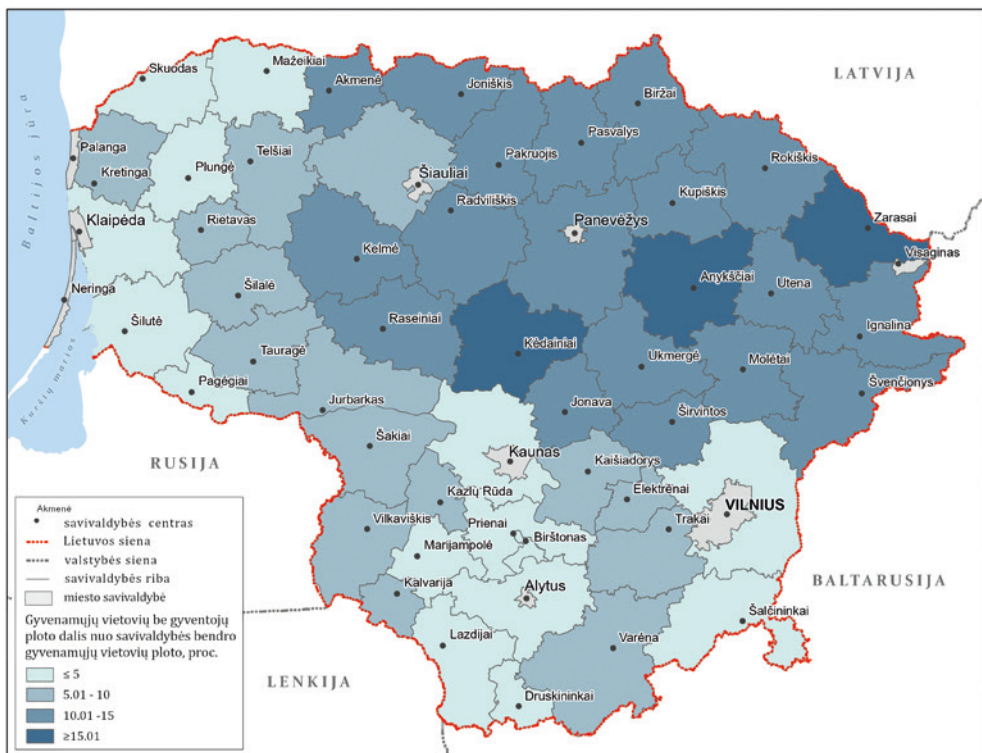 LATVIJA
Skuodas
Mažeikiai
Akmenė
Joniškis
Biržai
Pasvalys
Palanga
Kretinga
Plungė
Telšiai
Šiauliai
Pakruojis
Rokiškis
Baltijos jūra
Klaipėda
Rietavas
Radviliškis
Panevėžys
Kupiškis
Zarasai
Visaginas
Kelmė
Anykščiai
Utena
Neringa
Šilalė
Šilutė
Raseiniai
Kėdainiai
Ignalina
Tauragė
Ukmergė
Molėtai
Kuršių marios
Pagėgiai
Jurbarkas
Jonava
Širvintos
Švenčionys
RUSIJA
Šakiai
Kaunas
Kaišiadorys
Kazlų Rūda
Elektrėnai
VILNIUS
Vilkaviškis
Prienai
Birštonas
Trakai
Marijampolė
Kalvarija
Alytus
BALTARUSIJA
Šalčininkai
Lazdijai
Varėna
LENKIJA
Druskininkai
Akmenė
savivaldybės centras
Lietuvos siena
valstybės siena
savivaldybės riba
miesto savivaldybė
Gyvenamųjų vietovių be gyventojų
ploto dalis nuo savivaldybės bendro
gyvenamųjų vietovių ploto, proc.
≤ 5
5.01 - 10
10.01 -15
≥15.01